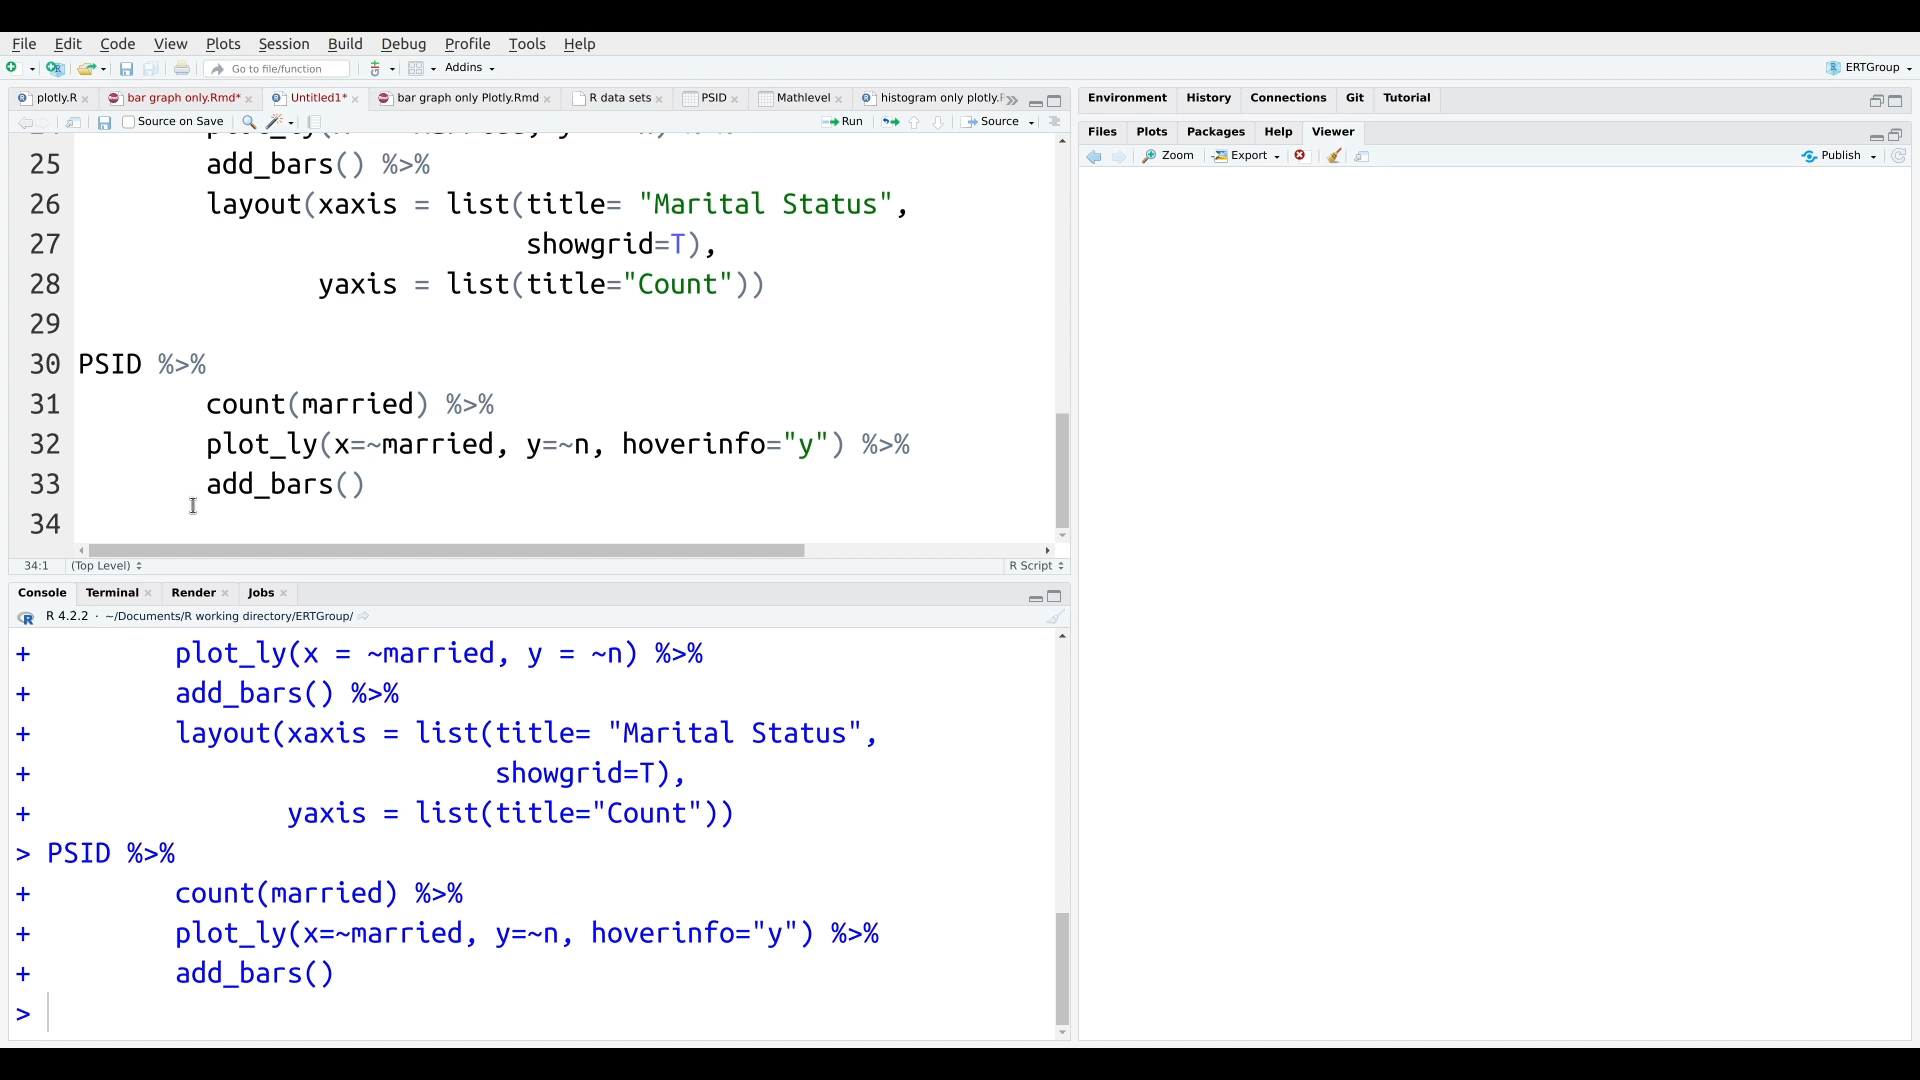 File Edit Code View Plots Session Build Debug Profile Tools Help
Go to file/function Addins ERTGroup
plotly.R bar graph only.Rmd* Untitled1* bar graph only Plotly.Rmd R data sets PSID Mathlevel histogram only plotly.
Source on Save Run Source
25 add_bars() %>%
26 layout(xaxis = list(title= "Marital Status",
27 showgrid=T),
28 yaxis = list(title="Count"))
29
30 PSID %>%
31 count(married) %>%
32 plot_ly(x=~married, y=~n, hoverinfo="y") %>%
33 add_bars()
34
34:1 (Top Level) R Script
Console Terminal Render Jobs
R 4.2.2 · ~/Documents/R working directory/ERTGroup/
+ plot_ly(x = ~married, y = ~n) %>%
+ add_bars() %>%
+ layout(xaxis = list(title= "Marital Status",
+ showgrid=T),
+ yaxis = list(title="Count"))
> PSID %>%
+ count(married) %>%
+ plot_ly(x=~married, y=~n, hoverinfo="y") %>%
+ add_bars()
>
Environment History Connections Git Tutorial
Files Plots Packages Help Viewer
Zoom Export Publish